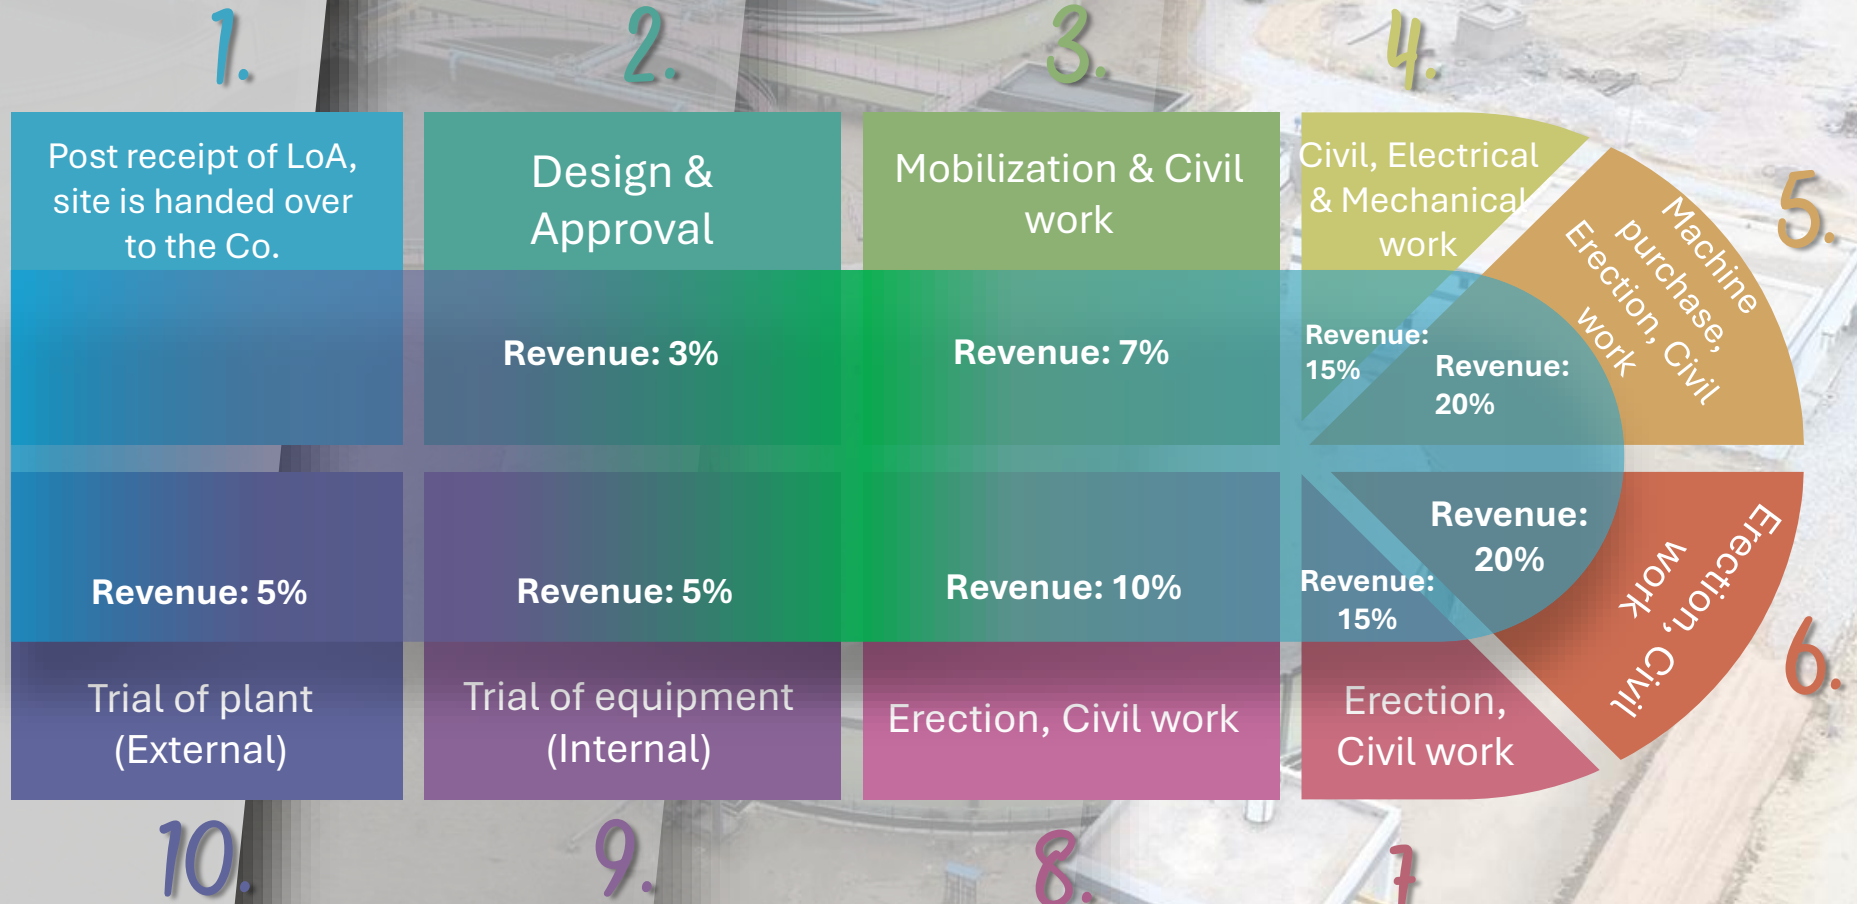 1.
Post receipt of LoA,
site is handed over
to the Co.
2.
Design &
Approval
Revenue: 3%
3.
Mobilization & Civil
work
Revenue: 7%
4.
Civil, Electrical
& Mechanical
work
Revenue:
15%
5.
Machine
purchase,
Erection, Civil
work
Revenue:
20%
6.
Erection, Civil
work
Revenue:
20%
7
Erection,
Civil work
Revenue:
15%
8.
Erection, Civil work
Revenue: 10%
9.
Trial of equipment
(Internal)
Revenue: 5%
10.
Trial of plant
(External)
Revenue: 5%